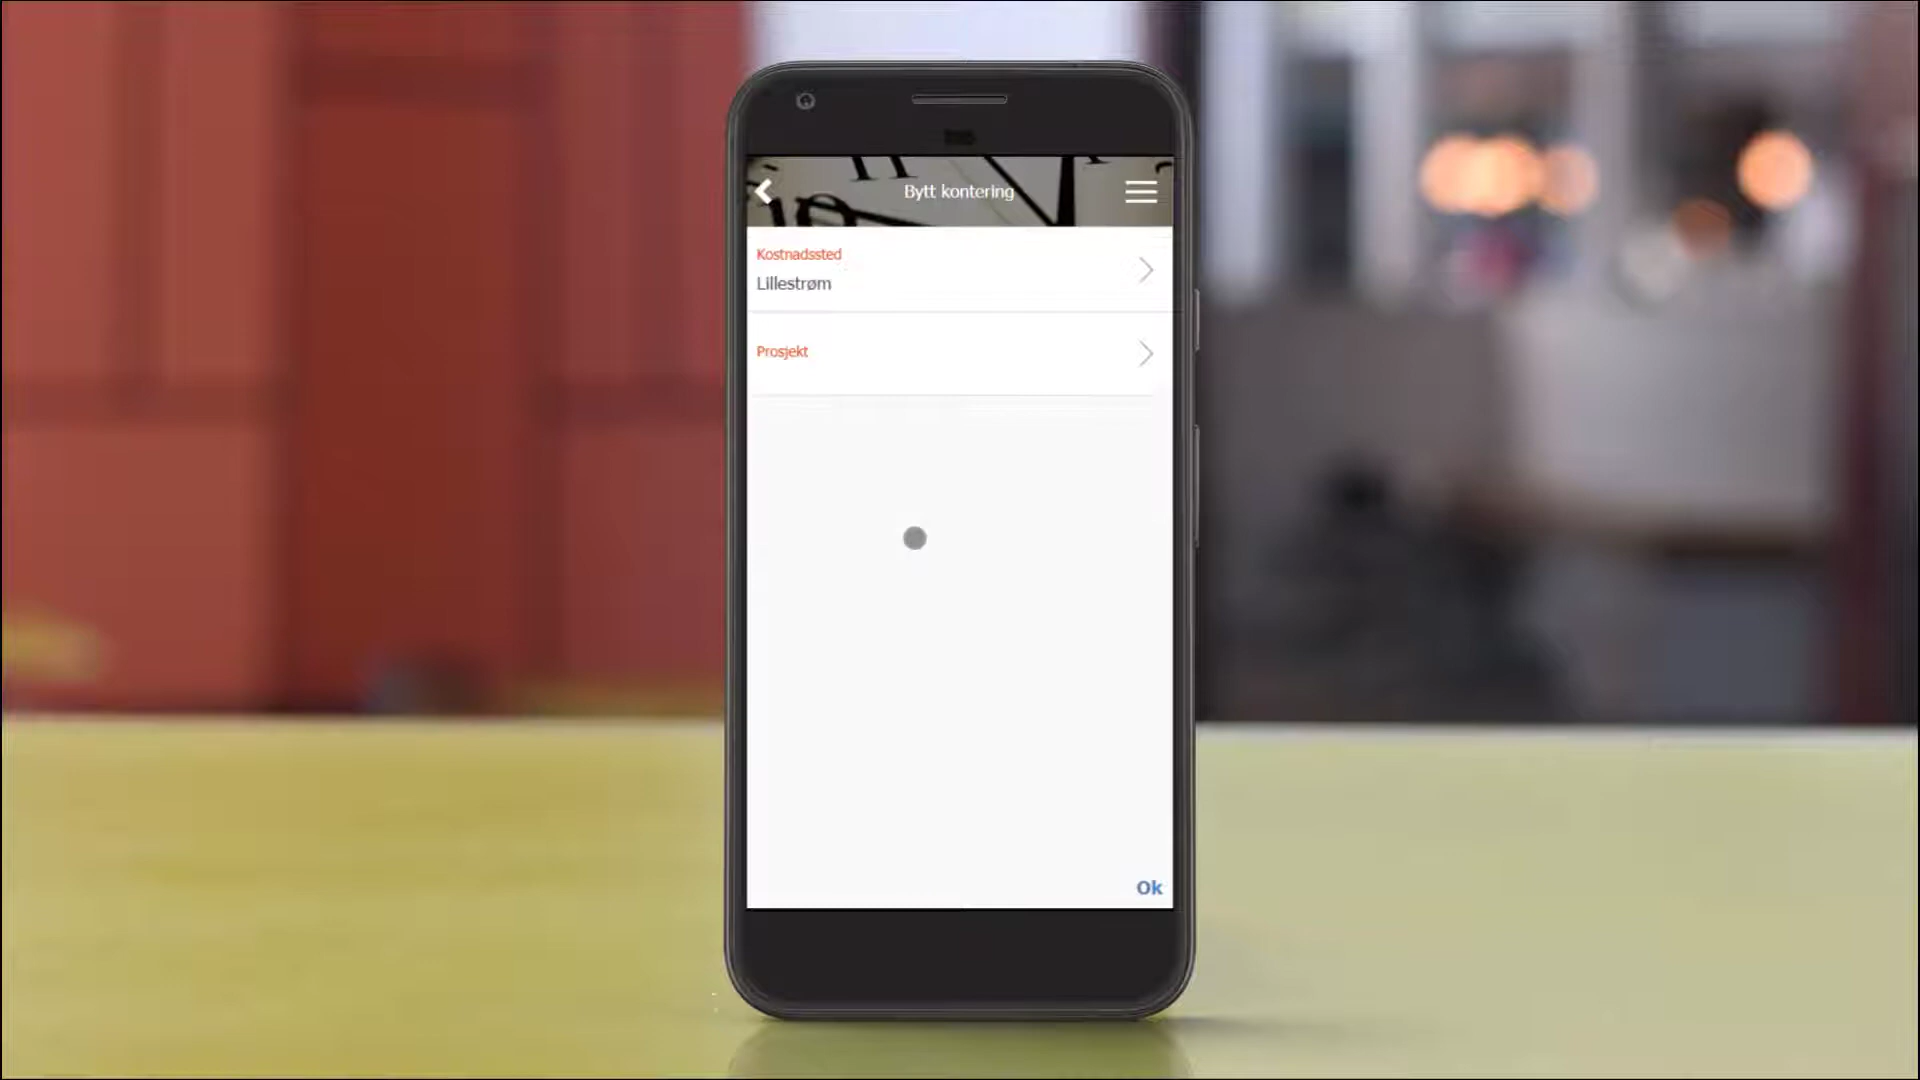 Bytt kontering
Kostnadssted
Lillestrøm
Prosjekt
Ok